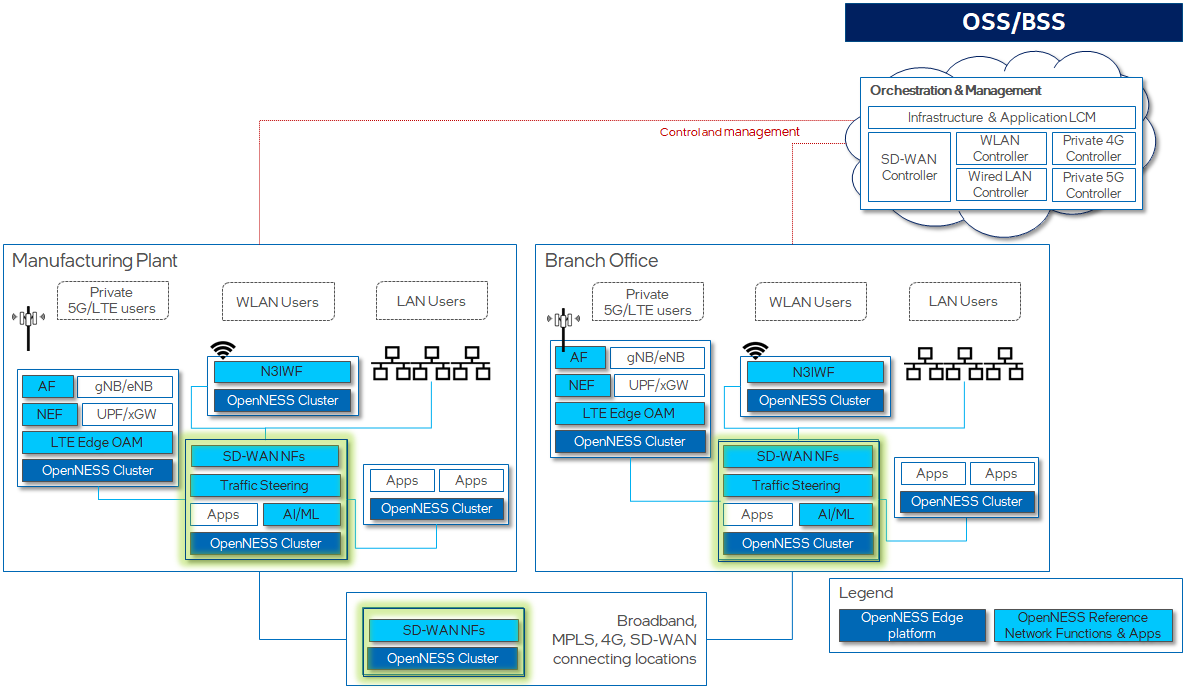 OSS/BSS
Orchestration & Management
Infrastructure & Application LCM
SD-WAN
Controller
WLAN
Controller
Private 4G
Controller
Wired LAN
Controller
Private 5G
Controller
Control and management
Manufacturing Plant
Private
5G/LTE users
WLAN Users
LAN Users
AF
gNB/eNB
NEF
UPF/xGW
LTE Edge OAM
OpenNESS Cluster
N3IWF
OpenNESS Cluster
SD-WAN NFs
Traffic Steering
Apps
AI/ML
OpenNESS Cluster
Apps
Apps
OpenNESS Cluster
Branch Office
Private
5G/LTE users
WLAN Users
LAN Users
AF
gNB/eNB
NEF
UPF/xGW
LTE Edge OAM
OpenNESS Cluster
N3IWF
OpenNESS Cluster
SD-WAN NFs
Traffic Steering
Apps
AI/ML
OpenNESS Cluster
Apps
Apps
OpenNESS Cluster
SD-WAN NFs
OpenNESS Cluster
Broadband,
MPLS, 4G, SD-WAN
connecting locations
Legend
OpenNESS Edge
platform
OpenNESS Reference
Network Functions & Apps